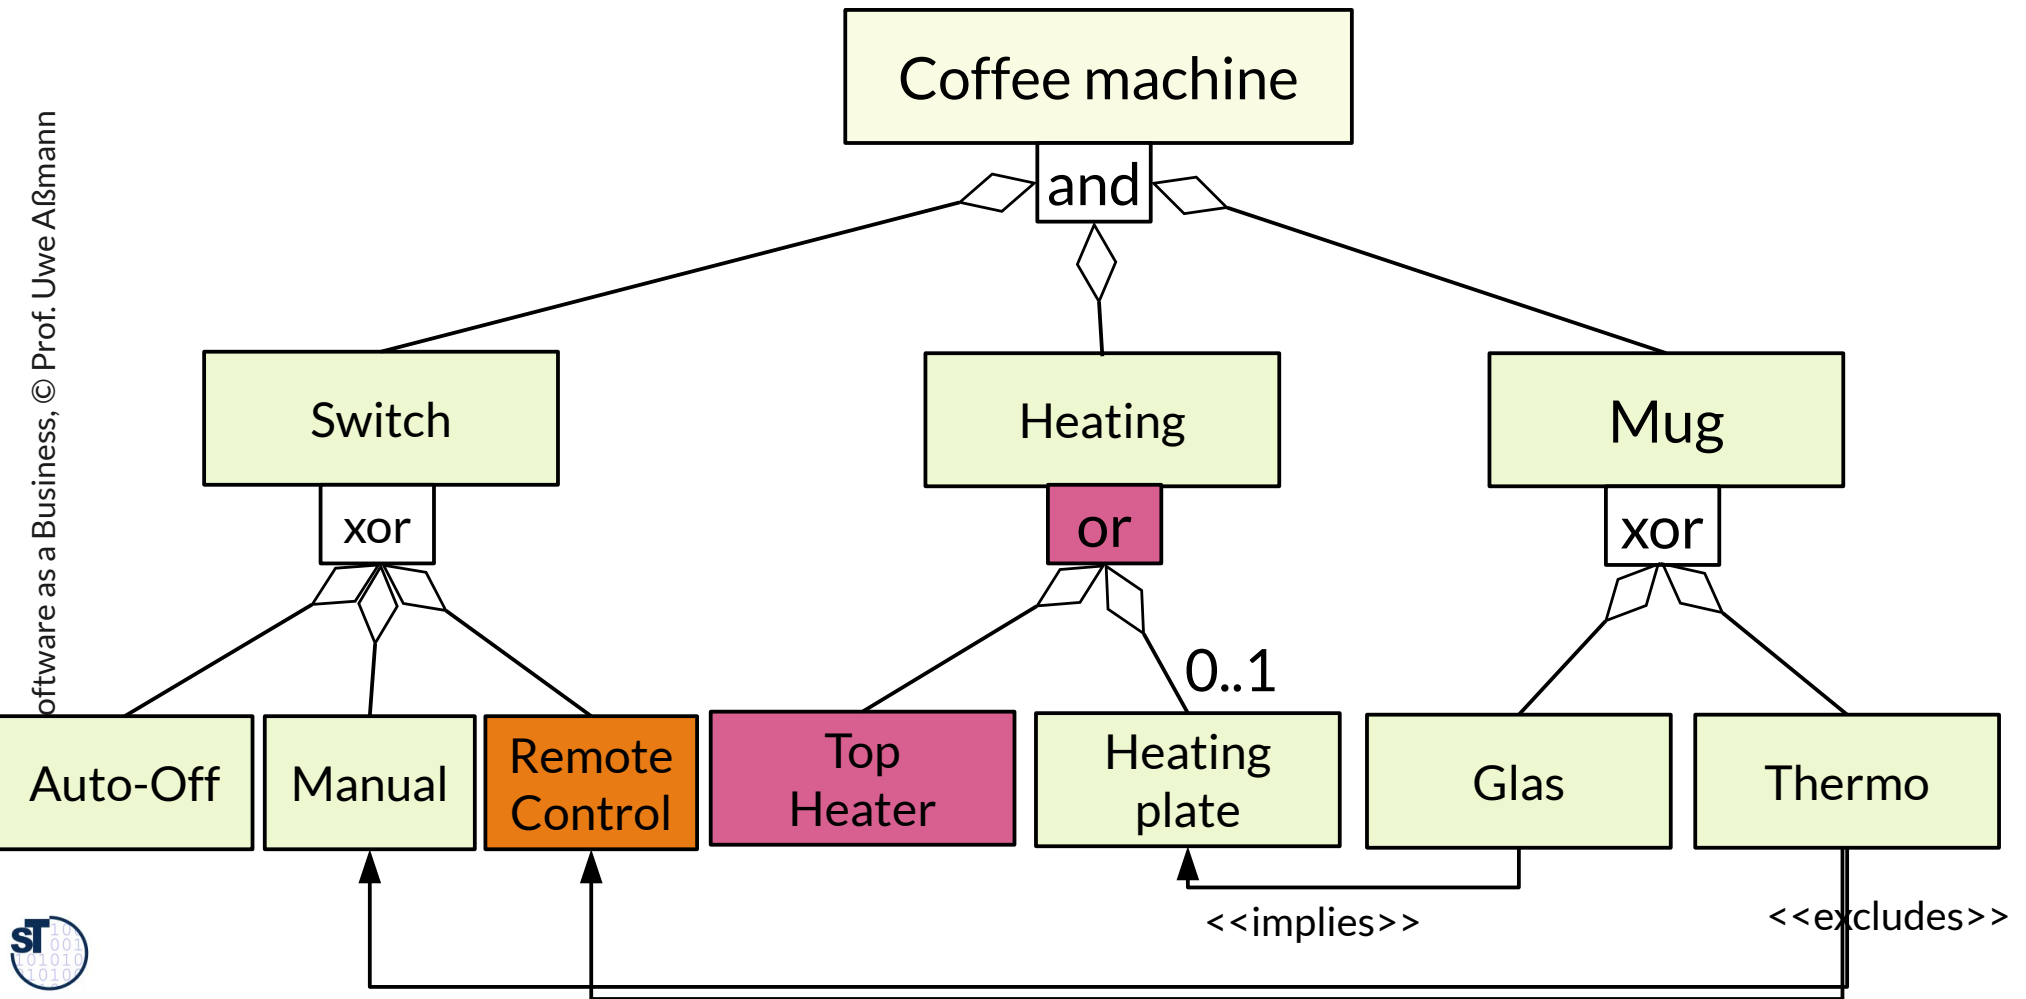 Coffee machine
and
oftware as a Business, © Prof. Uwe Aßmann
Switch
Heating
Mug
xor
or
xor
0..1
Auto-Off
Manual
Remote
Control
Top
Heater
Heating
plate
Glas
Thermo
<<implies>>
<<excludes>>
ST